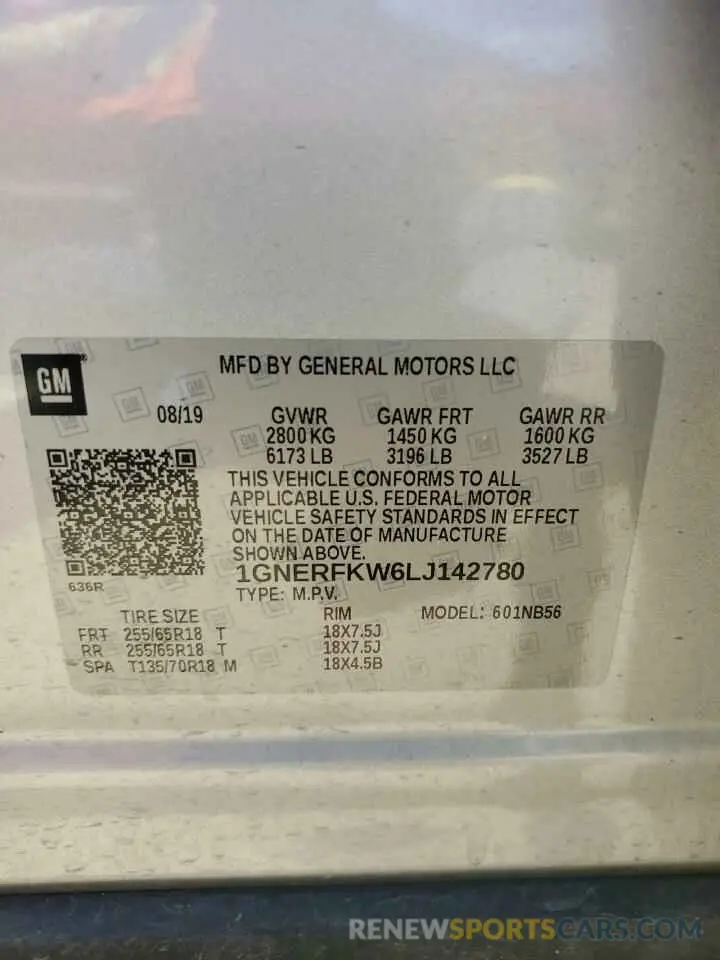 MFD BY GENERAL MOTORS LLC
GM®
08/19 GVWR GAWR FRT GAWR RR
2800 KG 1450 KG 1600 KG
6173 LB 3196 LB 3527 LB
THIS VEHICLE CONFORMS TO ALL
APPLICABLE U.S. FEDERAL MOTOR
VEHICLE SAFETY STANDARDS IN EFFECT
ON THE DATE OF MANUFACTURE
SHOWN ABOVE.
1GNERFKW6LJ142780
636R
TYPE: M.P.V.
TIRE SIZE RIM MODEL: 601NB56
FRT 255/65R18 T 18X7.5J
RR 255/65R18 T 18X7.5J
SPA T135/70R18 M 18X4.5B
RENEWSPORTSCARS.COM